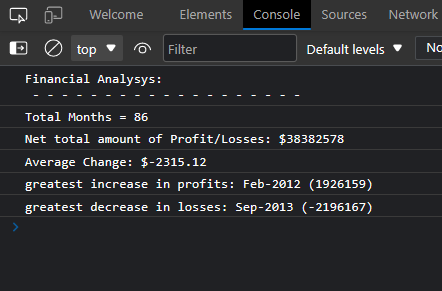 Welcome Elements Console Sources Network
top Filter Default levels No
Financial Analysys:
- - - - - - - - - - - - - - - - - - -
Total Months = 86
Net total amount of Profit/Losses: $38382578
Average Change: $-2315.12
greatest increase in profits: Feb-2012 (1926159)
greatest decrease in losses: Sep-2013 (-2196167)